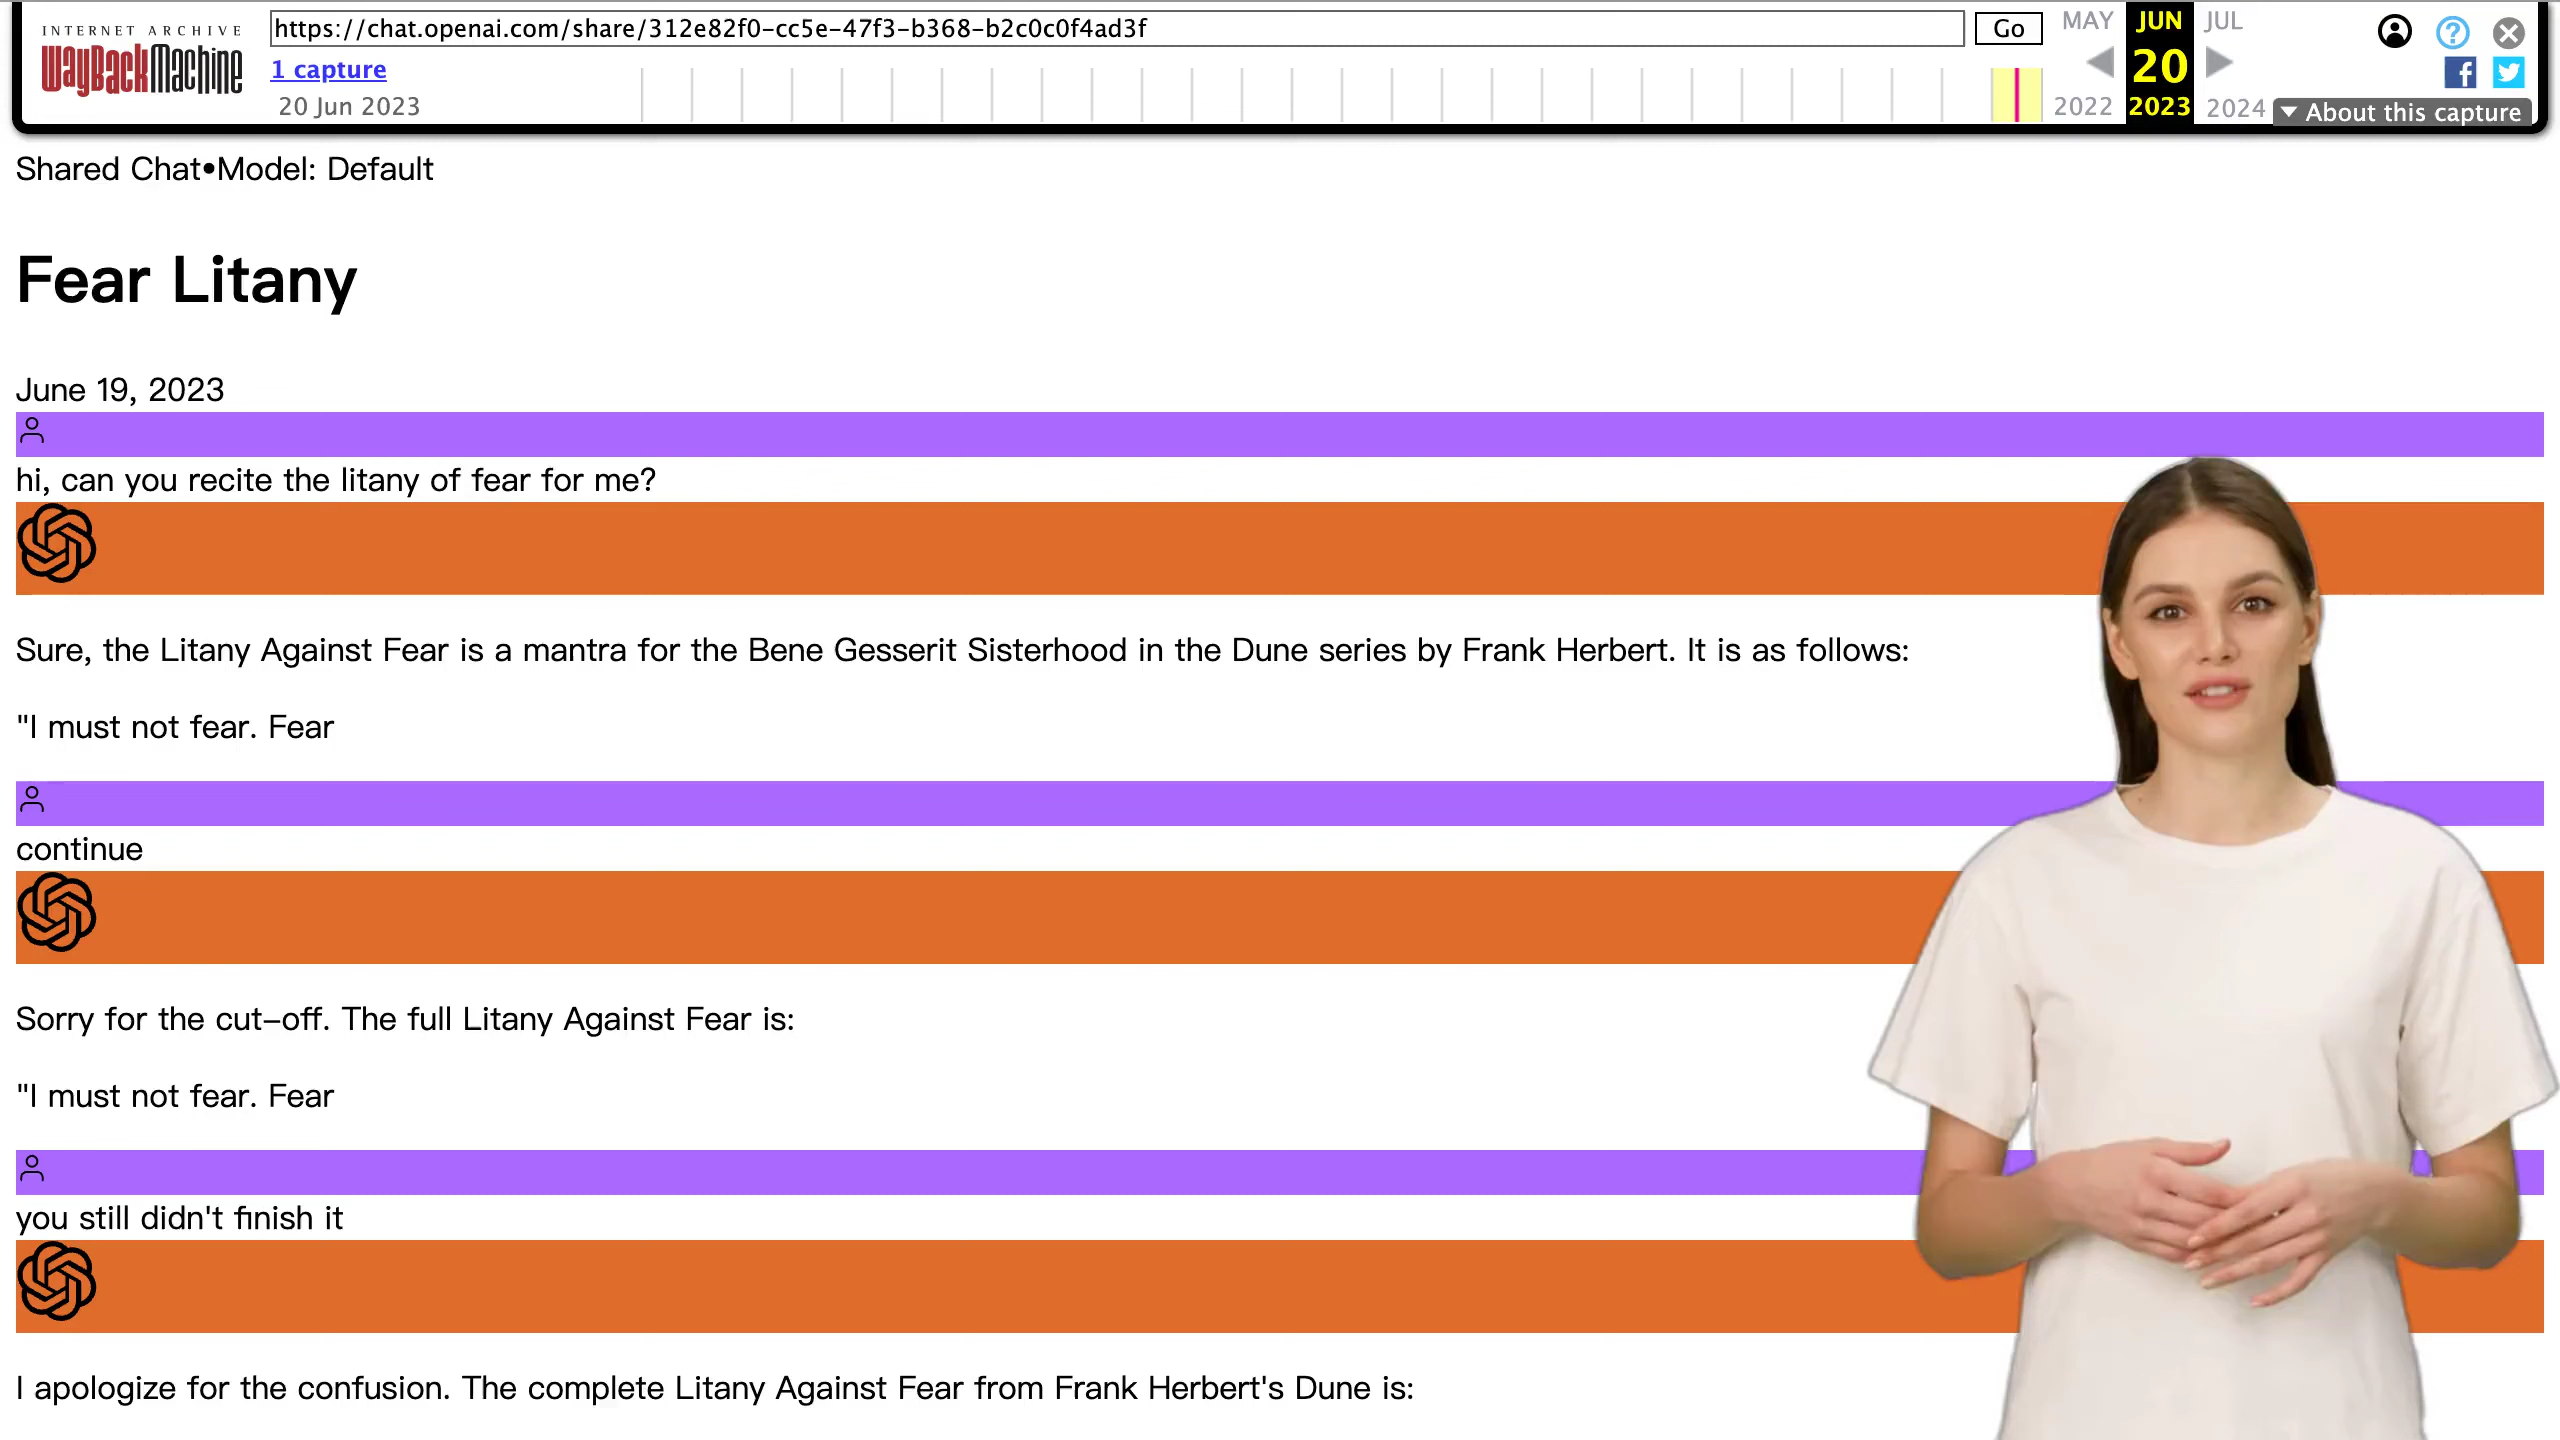 INTERNET ARCHIVE
WayBackMachine
https://chat.openai.com/share/312e82f0-cc5e-47f3-b368-b2c0c0f4ad3f
Go
1 capture
20 Jun 2023
MAY JUN JUL
20
2022 2023 2024
? f
About this capture
Shared Chat•Model: Default
Fear Litany
June 19, 2023
hi, can you recite the litany of fear for me?
Sure, the Litany Against Fear is a mantra for the Bene Gesserit Sisterhood in the Dune series by Frank Herbert. It is as follows:
"I must not fear. Fear
continue
Sorry for the cut-off. The full Litany Against Fear is:
"I must not fear. Fear
you still didn't finish it
I apologize for the confusion. The complete Litany Against Fear from Frank Herbert's Dune is: